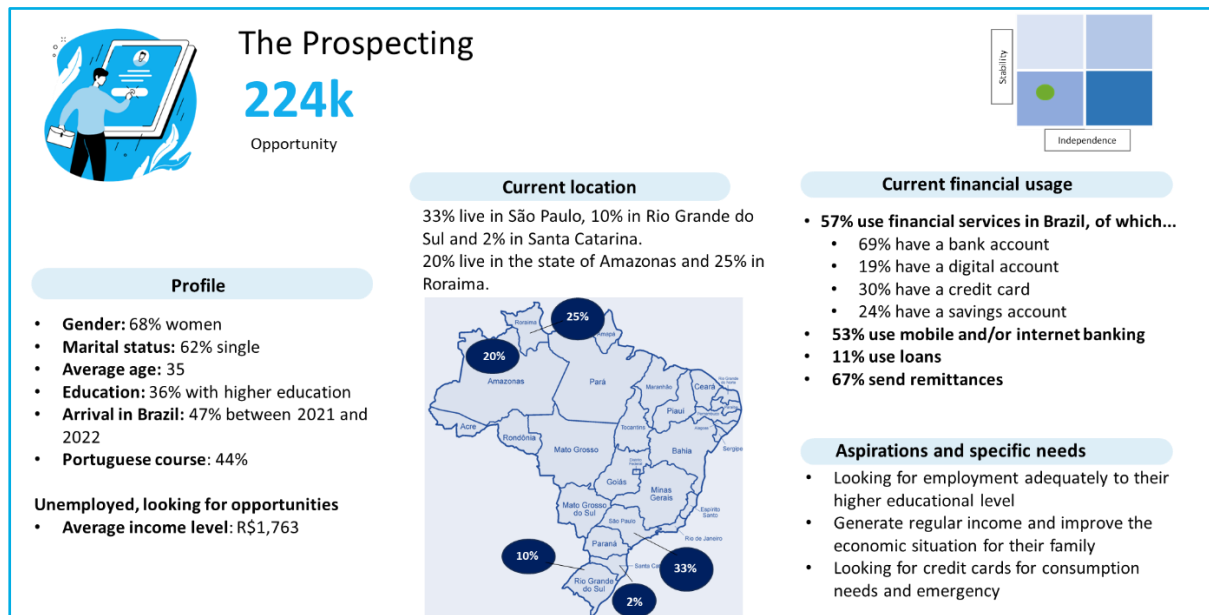 The Prospecting
224k
Opportunity
Stability
Independence
Profile
• Gender: 68% women
• Marital status: 62% single
• Average age: 35
• Education: 36% with higher education
• Arrival in Brazil: 47% between 2021 and
2022
• Portuguese course: 44%
Unemployed, looking for opportunities
• Average income level: R$1,763
Current location
33% live in São Paulo, 10% in Rio Grande do
Sul and 2% in Santa Catarina.
20% live in the state of Amazonas and 25% in
Roraima.
25%
Roraima
20%
Amazonas
Pará
Maranhão
Ceará
Rio Grande
Piauí
Acre
Rondônia
Tocantins
Mato Grosso
Bahia
Sergipe
Goiás
Minas
Gerais
Mato Grosso
do Sul
Espírito
Santo
São Paulo
Rio de Janeiro
Paraná
10%
Santa
33%
Rio Grande
do Sul
2%
Current financial usage
• 57% use financial services in Brazil, of which...
• 69% have a bank account
• 19% have a digital account
• 30% have a credit card
• 24% have a savings account
• 53% use mobile and/or internet banking
• 11% use loans
• 67% send remittances
Aspirations and specific needs
• Looking for employment adequately to their
higher educational level
• Generate regular income and improve the
economic situation for their family
• Looking for credit cards for consumption
needs and emergency